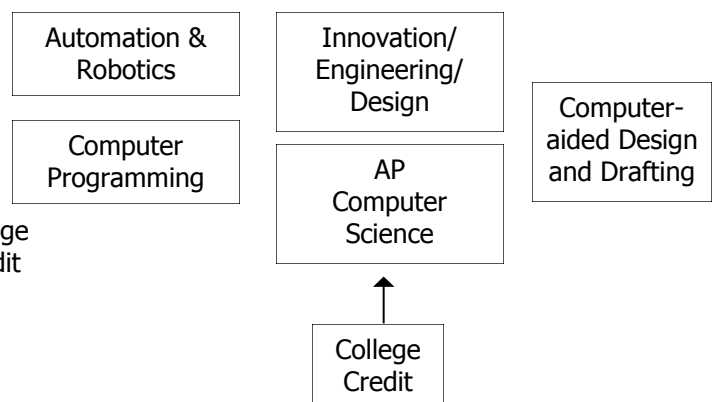 Automation &
Robotics
Innovation/
Engineering/
Design
Computer-
aided Design
and Drafting
Computer
Programming
AP
Computer
Science
College
Credit